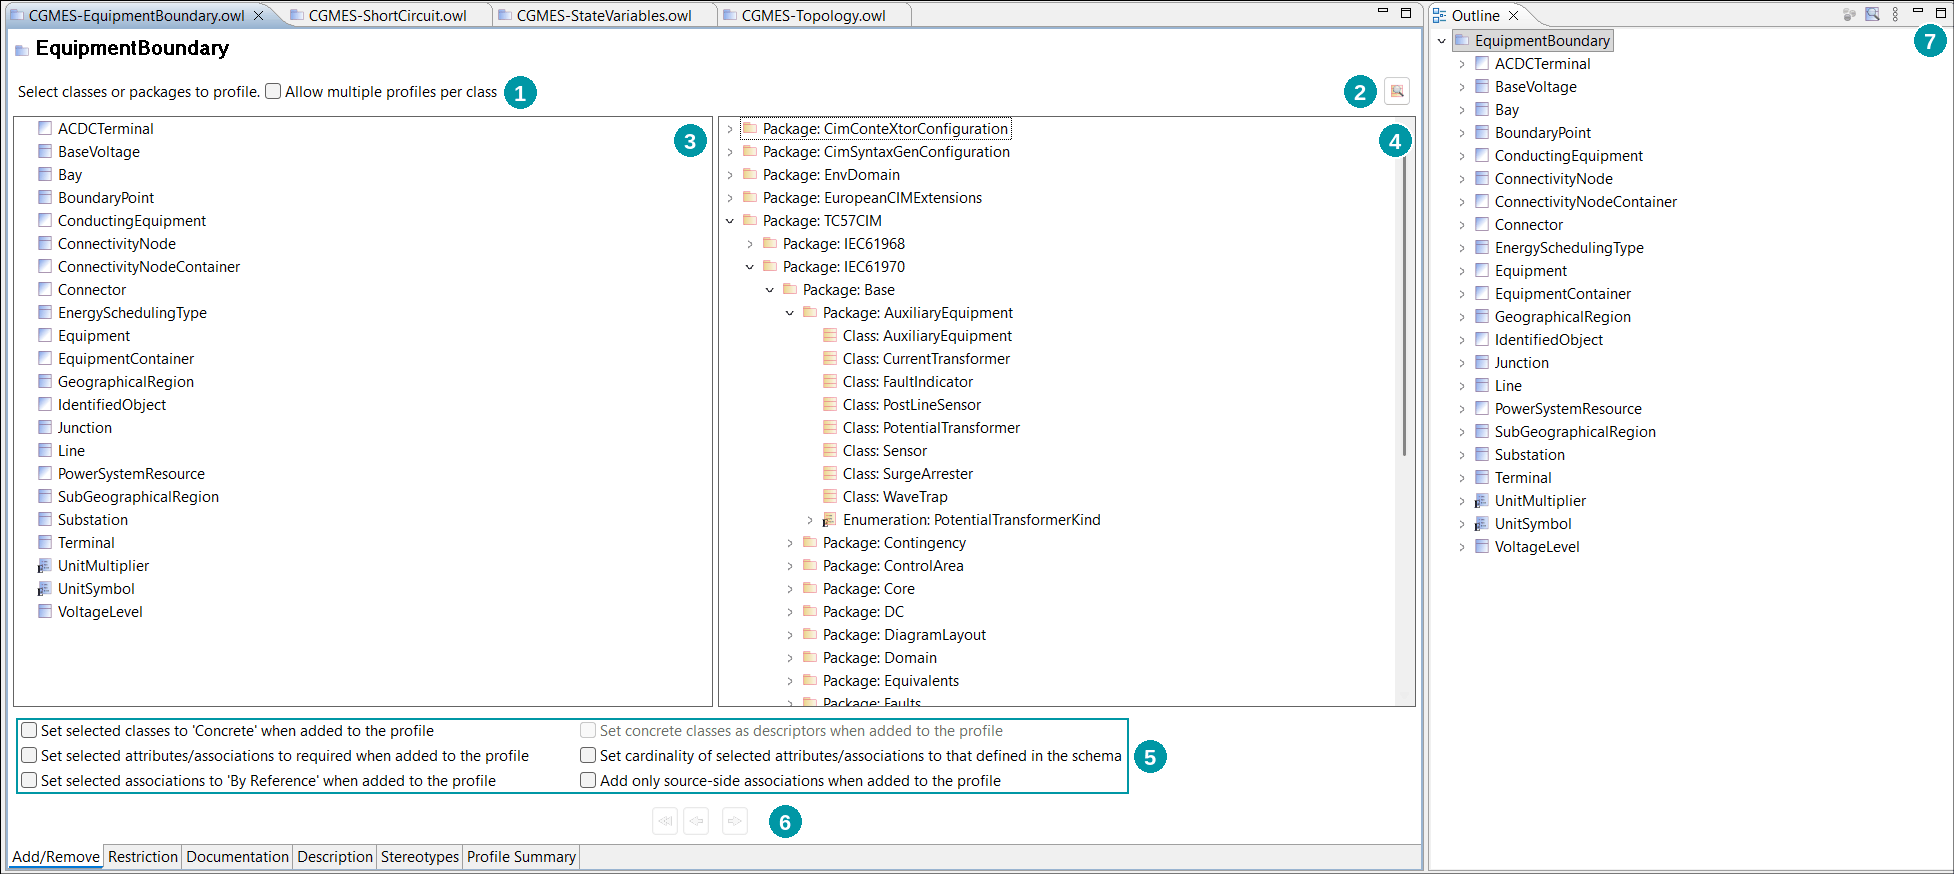 CGMES-EquipmentBoundary.owl
CGMES-ShortCircuit.owl
CGMES-StateVariables.owl
CGMES-Topology.owl
EquipmentBoundary
Select classes or packages to profile.
Allow multiple profiles per class
1
2
ACDCTerminal
BaseVoltage
Bay
BoundaryPoint
ConductingEquipment
ConnectivityNode
ConnectivityNodeContainer
Connector
EnergySchedulingType
Equipment
EquipmentContainer
GeographicalRegion
IdentifiedObject
Junction
Line
PowerSystemResource
SubGeographicalRegion
Substation
Terminal
UnitMultiplier
UnitSymbol
VoltageLevel
3
Package: CimConteXtorConfiguration
Package: CimSyntaxGenConfiguration
Package: EnvDomain
Package: EuropeanCIMExtensions
Package: TC57CIM
Package: IEC61968
Package: IEC61970
Package: Base
Package: AuxiliaryEquipment
Class: AuxiliaryEquipment
Class: CurrentTransformer
Class: FaultIndicator
Class: PostLineSensor
Class: PotentialTransformer
Class: Sensor
Class: SurgeArrester
Class: WaveTrap
Enumeration: PotentialTransformerKind
Package: Contingency
Package: ControlArea
Package: Core
Package: DC
Package: DiagramLayout
Package: Domain
Package: Equivalents
Package: Faults
4
Set selected classes to 'Concrete' when added to the profile
Set concrete classes as descriptors when added to the profile
Set selected attributes/associations to required when added to the profile
Set cardinality of selected attributes/associations to that defined in the schema
Set selected associations to 'By Reference' when added to the profile
Add only source-side associations when added to the profile
5
6
Add/Remove
Restriction
Documentation
Description
Stereotypes
Profile Summary
Outline
7
EquipmentBoundary
ACDCTerminal
BaseVoltage
Bay
BoundaryPoint
ConductingEquipment
ConnectivityNode
ConnectivityNodeContainer
Connector
EnergySchedulingType
Equipment
EquipmentContainer
GeographicalRegion
IdentifiedObject
Junction
Line
PowerSystemResource
SubGeographicalRegion
Substation
Terminal
UnitMultiplier
UnitSymbol
VoltageLevel